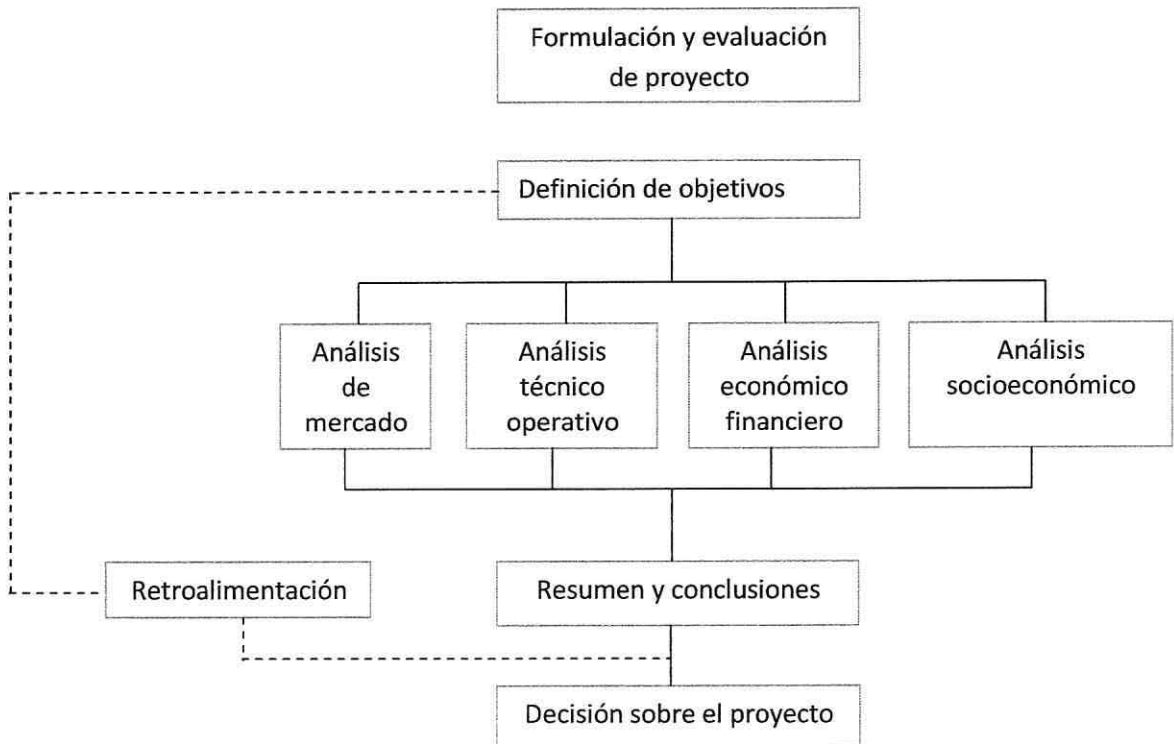 Formulación y evaluación
de proyecto
Definición de objetivos
Análisis
de
mercado
Análisis
técnico
operativo
Análisis
económico
financiero
Análisis
socioeconómico
Retroalimentación
Resumen y conclusiones
Decisión sobre el proyecto